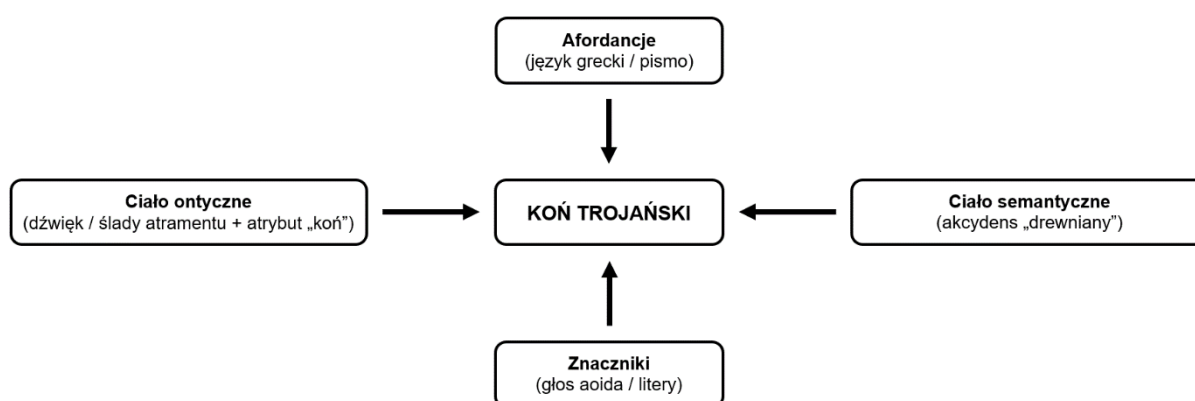 Afordancje
(język grecki / pismo)
Ciało ontyczne
(dźwięk / ślady atramentu + atrybut „koń”)
KOŃ TROJAŃSKI
Ciało semantyczne
(akcydens „drewniany”)
Znaczniki
(głos aoida / litery)